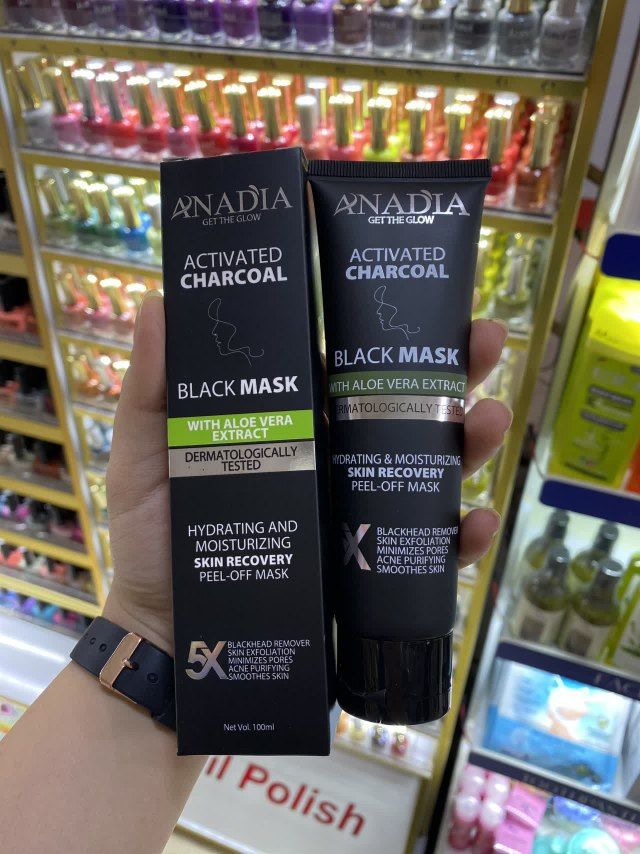 ANADIA
GET THE GLOW
ACTIVATED
CHARCOAL
BLACK MASK
WITH ALOE VERA
EXTRACT
DERMATOLOGICALLY
TESTED
HYDRATING AND
MOISTURIZING
SKIN RECOVERY
PEEL-OFF MASK
5X
BLACKHEAD REMOVER
SKIN EXFOLIATION
MINIMIZES PORES
ACNE PURIFYING
SMOOTHES SKIN
Net Vol. 100ml
ANADIA
GET THE GLOW
ACTIVATED
CHARCOAL
BLACK MASK
WITH ALOE VERA EXTRACT
DERMATOLOGICALLY TESTED
HYDRATING & MOISTURIZING
SKIN RECOVERY
PEEL-OFF MASK
5X
BLACKHEAD REMOVER
SKIN EXFOLIATION
MINIMIZES PORES
ACNE PURIFYING
SMOOTHES SKIN
il Polish